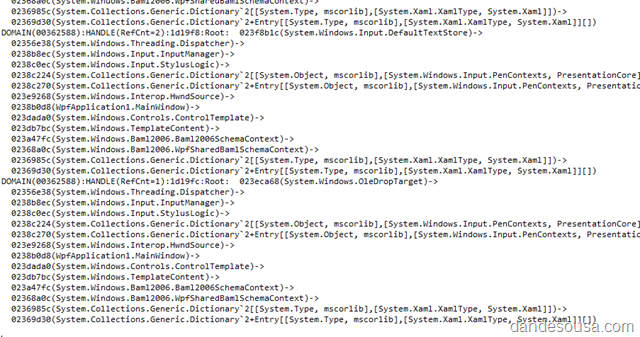 02368a0c(System.Windows.Baml2006.WpfSharedBamlSchemaContext)->
0236985c(System.Collections.Generic.Dictionary`2[[System.Type, mscorlib],[System.Xaml.XamlType, System.Xaml]])->
02369d30(System.Collections.Generic.Dictionary`2+Entry[[System.Type, mscorlib],[System.Xaml.XamlType, System.Xaml]][])
DOMAIN(00362588):HANDLE(RefCnt=2):1d19f8:Root:  023f8b1c(System.Windows.Input.DefaultTextStore)->
02356e38(System.Windows.Threading.Dispatcher)->
0238b8ec(System.Windows.Input.InputManager)->
0238c0ec(System.Windows.Input.StylusLogic)->
0238c224(System.Collections.Generic.Dictionary`2[[System.Object, mscorlib],[System.Windows.Input.PenContexts, PresentationCore]
0238c270(System.Collections.Generic.Dictionary`2+Entry[[System.Object, mscorlib],[System.Windows.Input.PenContexts, Presentatio
023e9268(System.Windows.Interop.HwndSource)->
0238b0d8(WpfApplication1.MainWindow)->
023dada0(System.Windows.Controls.ControlTemplate)->
023db7bc(System.Windows.TemplateContent)->
023a47fc(System.Windows.Baml2006.Baml2006SchemaContext)->
02368a0c(System.Windows.Baml2006.WpfSharedBamlSchemaContext)->
0236985c(System.Collections.Generic.Dictionary`2[[System.Type, mscorlib],[System.Xaml.XamlType, System.Xaml]])->
02369d30(System.Collections.Generic.Dictionary`2+Entry[[System.Type, mscorlib],[System.Xaml.XamlType, System.Xaml]][])
DOMAIN(00362588):HANDLE(RefCnt=1):1d19fc:Root:  023eca68(System.Windows.OleDropTarget)->
02356e38(System.Windows.Threading.Dispatcher)->
0238b8ec(System.Windows.Input.InputManager)->
0238c0ec(System.Windows.Input.StylusLogic)->
0238c224(System.Collections.Generic.Dictionary`2[[System.Object, mscorlib],[System.Windows.Input.PenContexts, PresentationCore]
0238c270(System.Collections.Generic.Dictionary`2+Entry[[System.Object, mscorlib],[System.Windows.Input.PenContexts, Presentatio
023e9268(System.Windows.Interop.HwndSource)->
0238b0d8(WpfApplication1.MainWindow)->
023dada0(System.Windows.Controls.ControlTemplate)->
023db7bc(System.Windows.TemplateContent)->
023a47fc(System.Windows.Baml2006.Baml2006SchemaContext)->
02368a0c(System.Windows.Baml2006.WpfSharedBamlSchemaContext)->
0236985c(System.Collections.Generic.Dictionary`2[[System.Type, mscorlib],[System.Xaml.XamlType, System.Xaml]])->
02369d30(System.Collections.Generic.Dictionary`2+Entry[[System.Type, mscorlib],[System.Xaml.XamlType, System.Xaml]][])
dandesousa.com